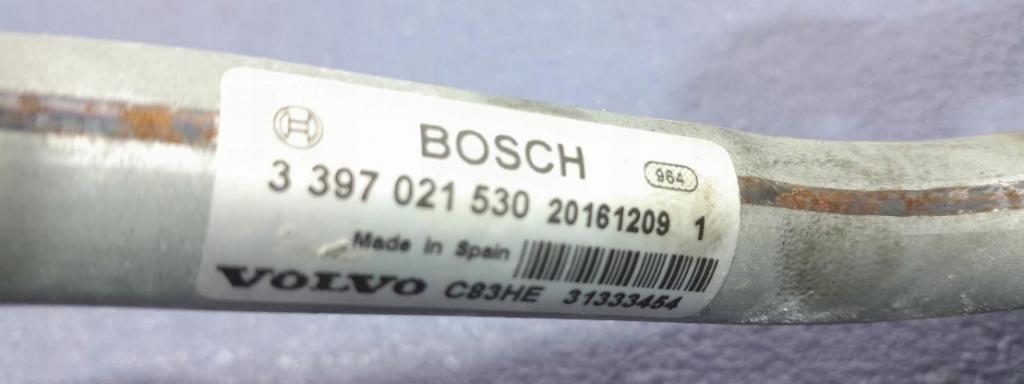 BOSCH
964
3 397 021 530 20161209 1
Made in Spain
VOLVO C83HE 31333454